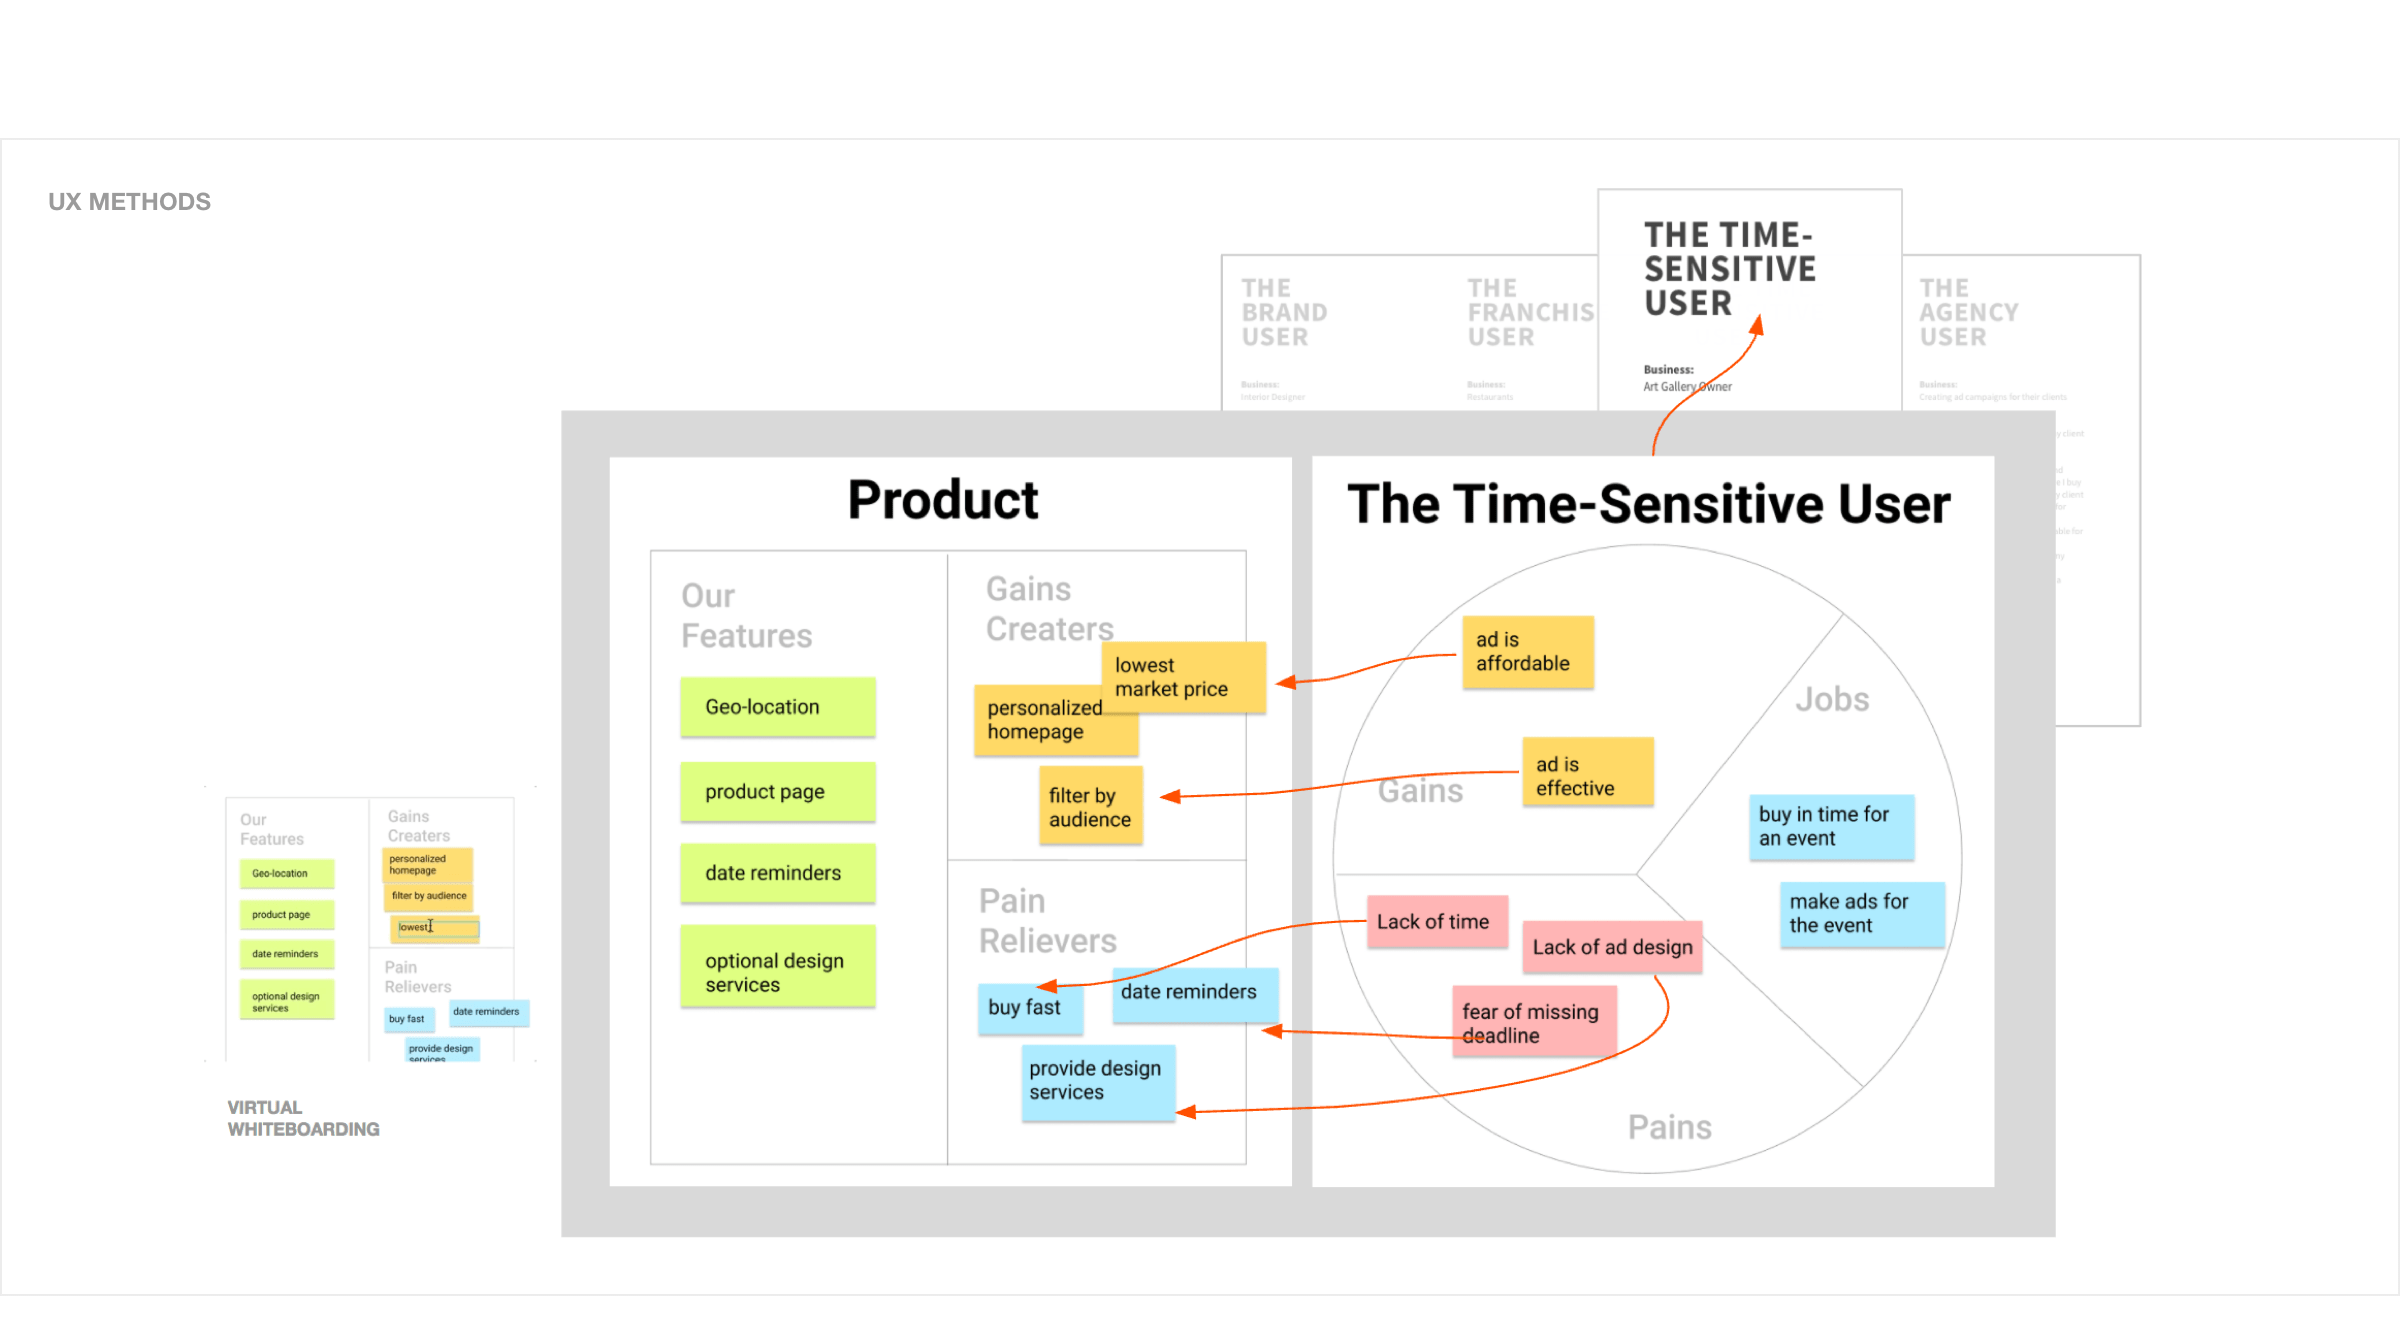 UX METHODS
THE
BRAND
USER
Business:
Interior Designer
THE
FRANCHIS
USER
Business:
Restaurants
THE TIME-
SENSITIVE
USER
Business:
Art Gallery Owner
THE
AGENCY
USER
Business:
Creating ad campaigns for their clients
y client
e I buy
y client
able for
Product
Our
Features
Geo-location
product page
date reminders
optional design
services
Gains
Creaters
lowest
market price
personalized
homepage
filter by
audience
Pain
Relievers
buy fast
date reminders
provide design
services
The Time-Sensitive User
ad is
affordable
ad is
effective
Gains
Jobs
buy in time for
an event
make ads for
the event
Lack of time
Lack of ad design
fear of missing
deadline
Pains
Our
Features
Geo-location
product page
date reminders
optional design
services
Gains
Creaters
personalized
homepage
filter by audience
lowest
Pain
Relievers
buy fast
date reminders
provide design
services
VIRTUAL
WHITEBOARDING